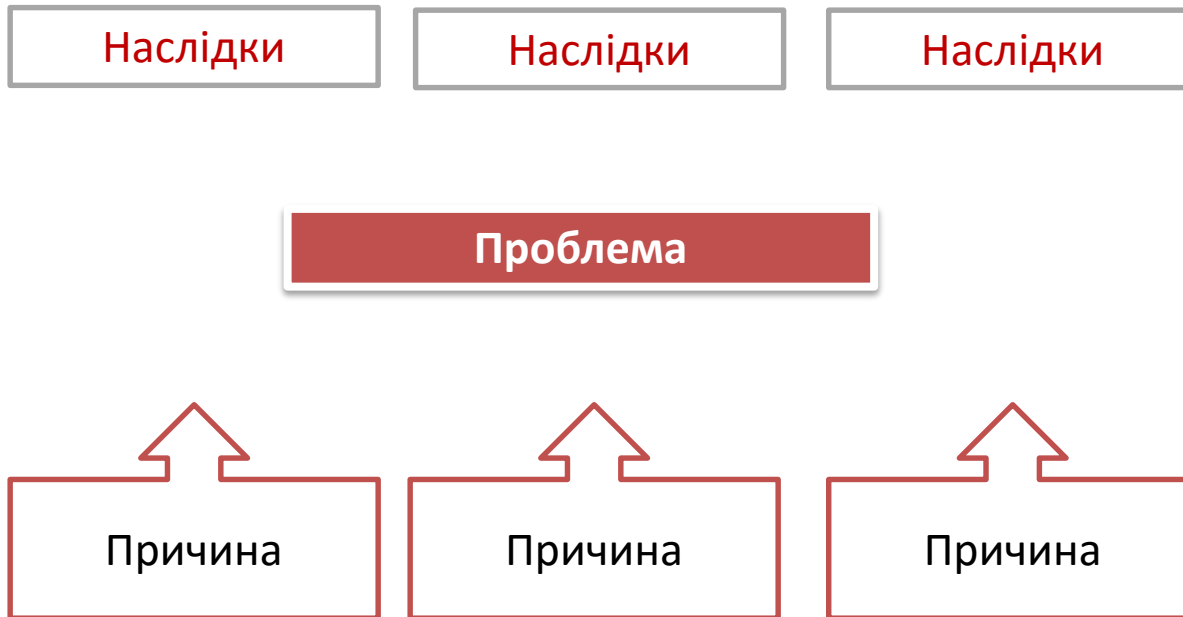 Наслідки
Наслідки
Наслідки
Проблема
Причина
Причина
Причина